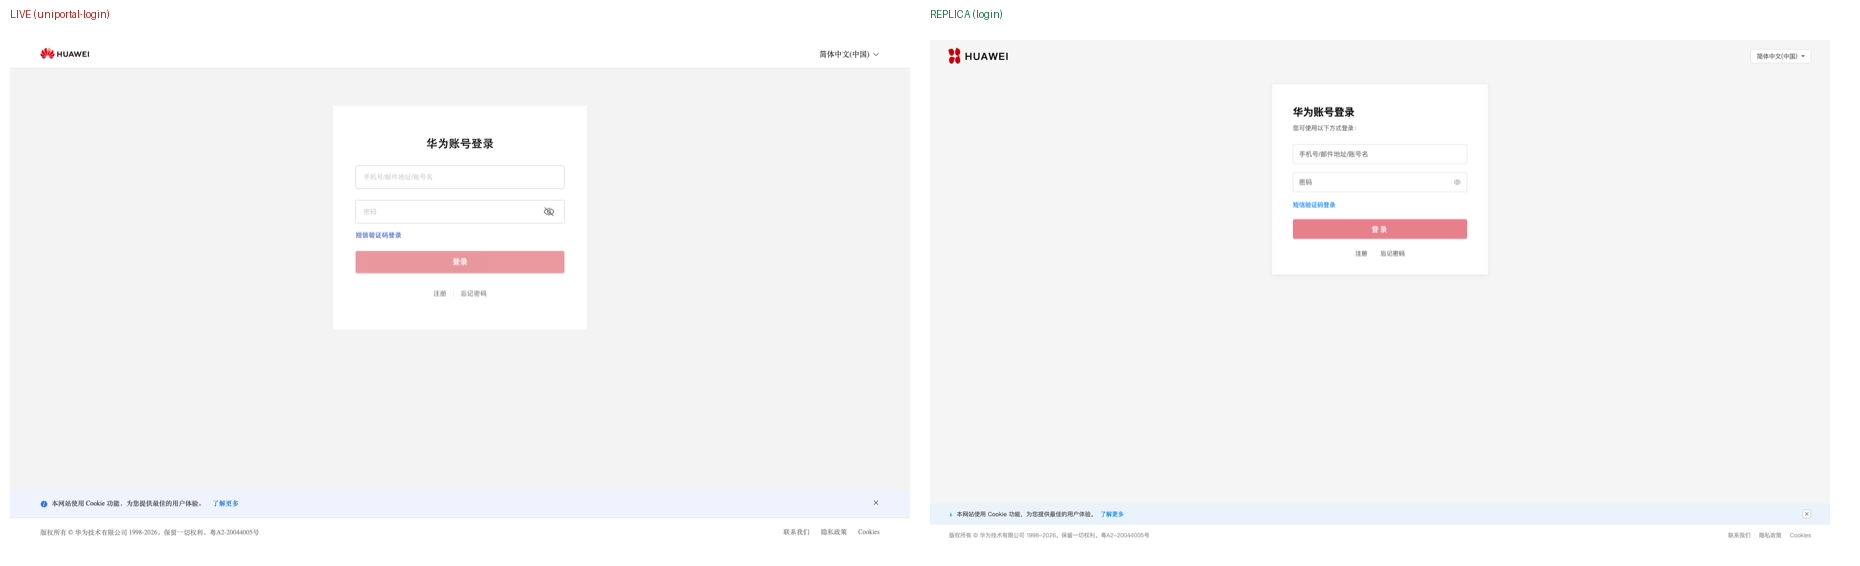 LIVE (uniportal-login)
HUAWEI
简体中文(中国)
华为账号登录
手机号/邮件地址/账号名
密码
短信验证码登录
登录
注册
忘记密码
本网站使用 Cookie 功能，为您提供最佳的用户体验。 了解更多
版权所有 © 华为技术有限公司 1998-2026。保留一切权利。粤A2-20044005号
联系我们 隐私政策 Cookies
REPLICA (login)
HUAWEI
简体中文(中国)
华为账号登录
您可使用以下方式登录：
手机号/邮件地址/账号名
密码
短信验证码登录
登录
注册 忘记密码
本网站使用 Cookie 功能，为您提供最佳的用户体验。 了解更多
版权所有 © 华为技术有限公司 1998-2026。保留一切权利。粤A2-20044005号
联系我们 隐私政策 Cookies